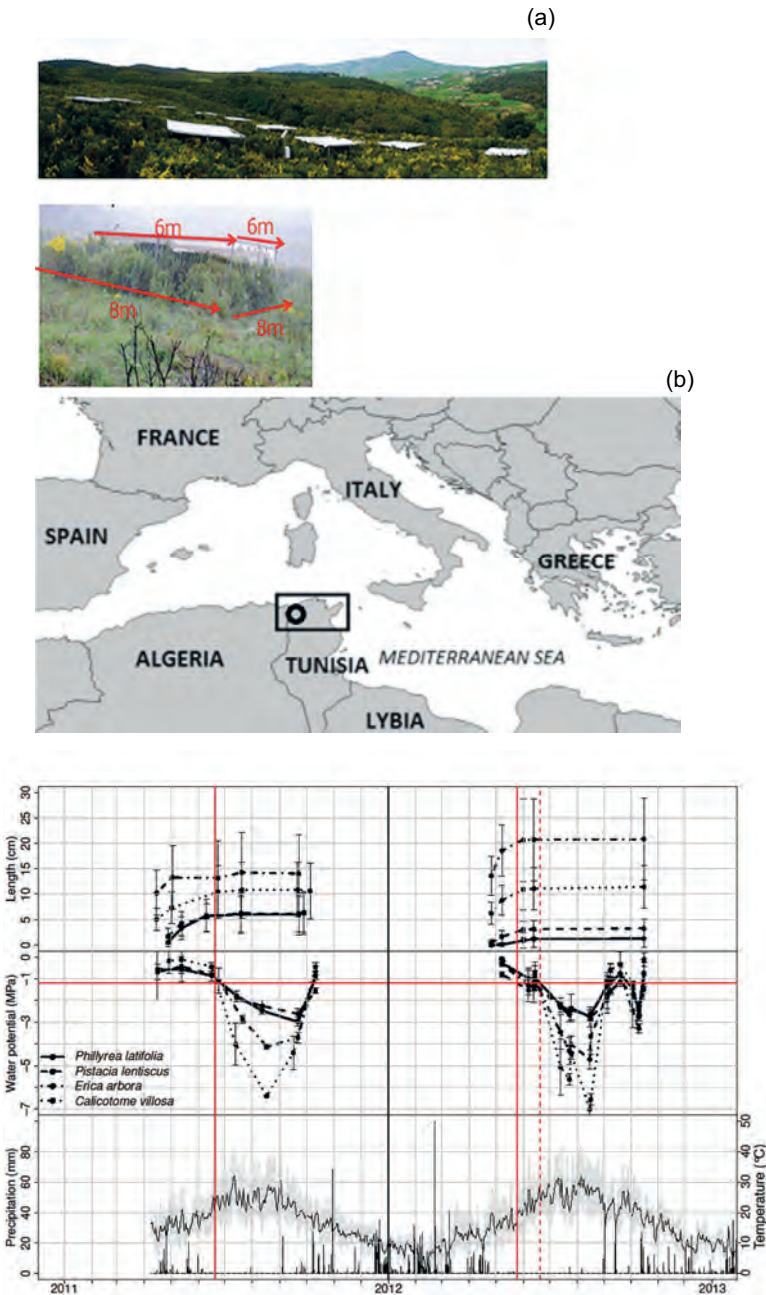 (a)
6m 6m
8m 8m
(b)
FRANCE
ITALY
SPAIN
GREECE
ALGERIA
TUNISIA MEDITERRANEAN SEA
LYBIA
Length (cm)
30
25
20
15
10
5
0
Water potential (MPa)
0
-1
-3
-5
-7
Phillyrea latifolia
Pistacia lentiscus
Erica arbora
Calicotome villosa
Precipitation (mm)
80
60
40
20
0
Temperature (°C)
50
40
30
20
10
0
2011 2012 2013